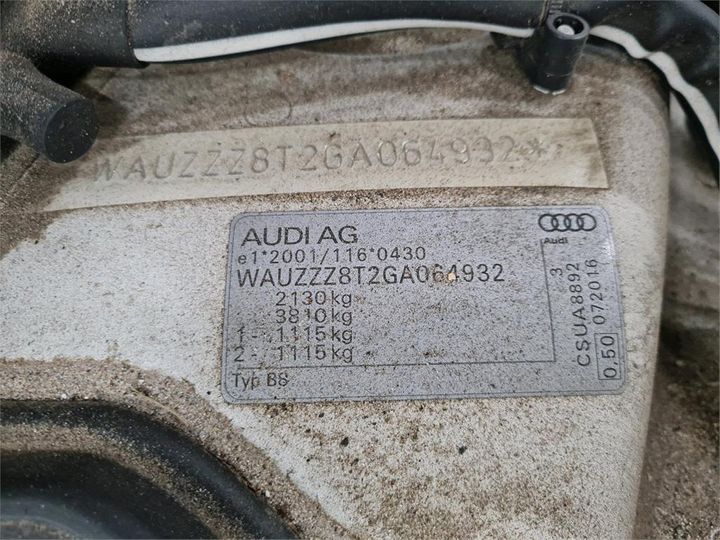 WAUZZZ8T2GA064932*
AUDI AG
Audi
e1*2001/116*0430
WAUZZZ8T2GA064932
2130kg
3810kg
1 - 1115kg
2 - 1115kg
Typ B8
3
CSUA8892
072016
0.50